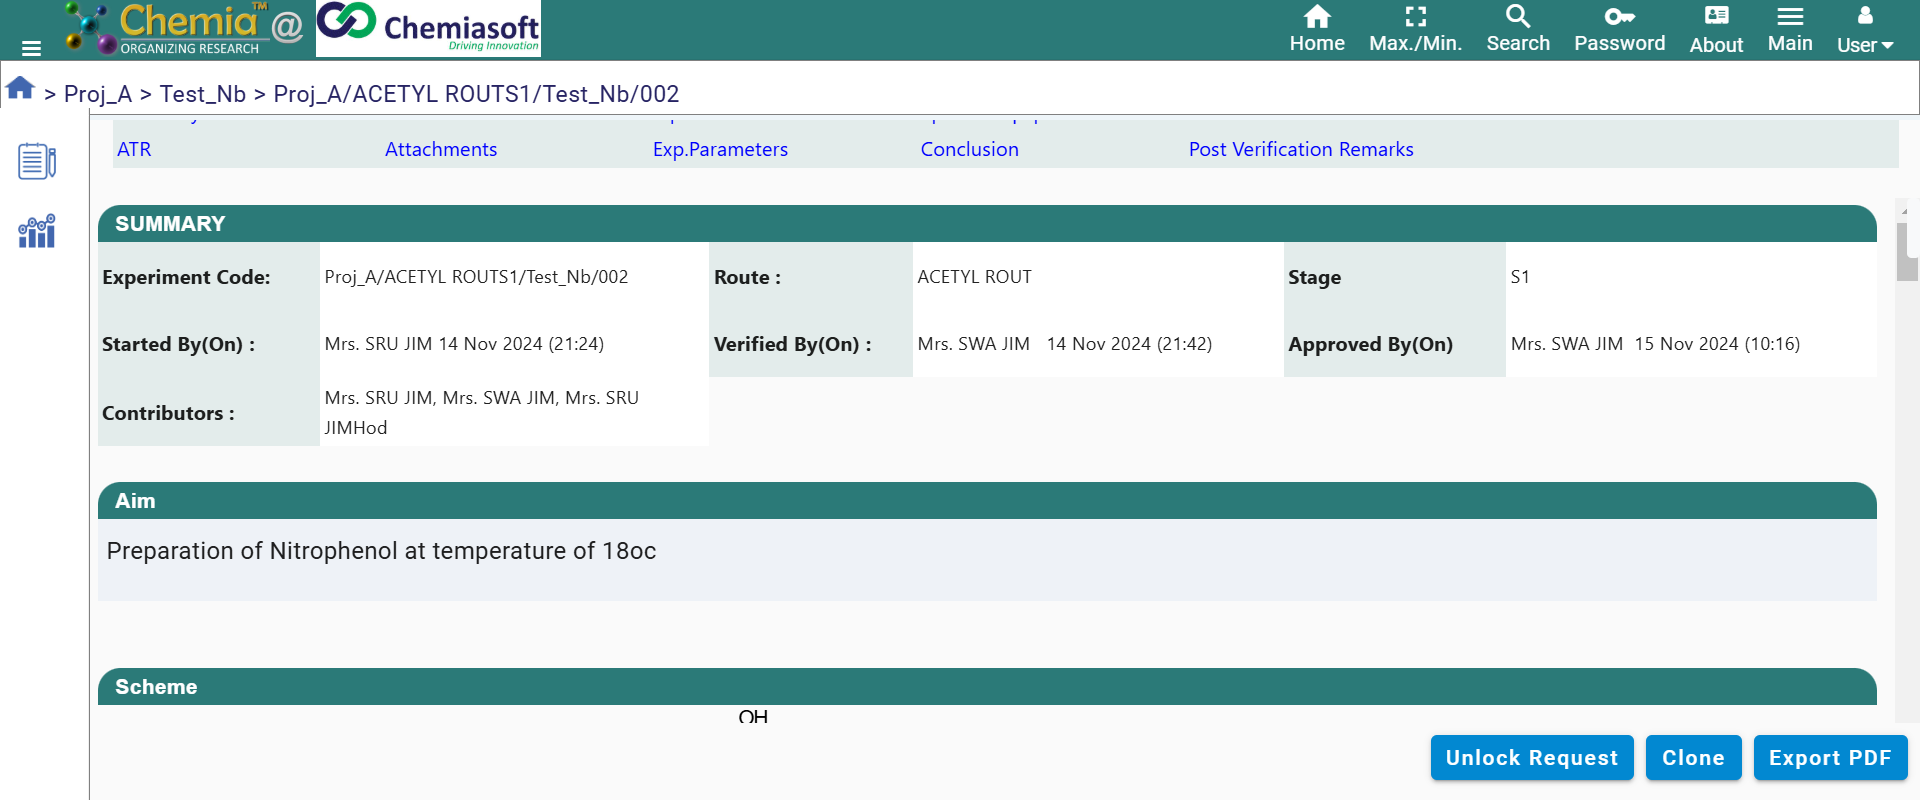 Chemia™ @
ORGANIZING RESEARCH
Chemiasoft
Driving Innovation
Home Max./Min. Search Password About Main User
> Proj_A > Test_Nb > Proj_A/ACETYL ROUTS1/Test_Nb/002
ATR Attachments Exp.Parameters Conclusion Post Verification Remarks
SUMMARY
Experiment Code: Proj_A/ACETYL ROUTS1/Test_Nb/002 Route : ACETYL ROUT Stage S1
Started By(On) : Mrs. SRU JIM 14 Nov 2024 (21:24) Verified By(On) : Mrs. SWA JIM 14 Nov 2024 (21:42) Approved By(On) Mrs. SWA JIM 15 Nov 2024 (10:16)
Contributors : Mrs. SRU JIM, Mrs. SWA JIM, Mrs. SRU
JIMHod
Aim
Preparation of Nitrophenol at temperature of 18oc
Scheme
OH
Unlock Request Clone Export PDF